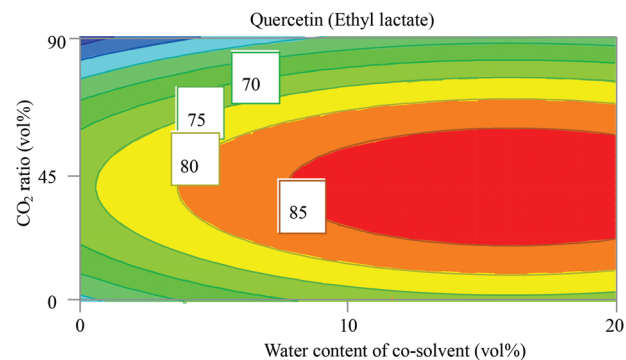 Quercetin (Ethyl lactate)
90
70
75
80
CO₂ ratio (vol%)
45
85
0
0 10 20
Water content of co-solvent (vol%)